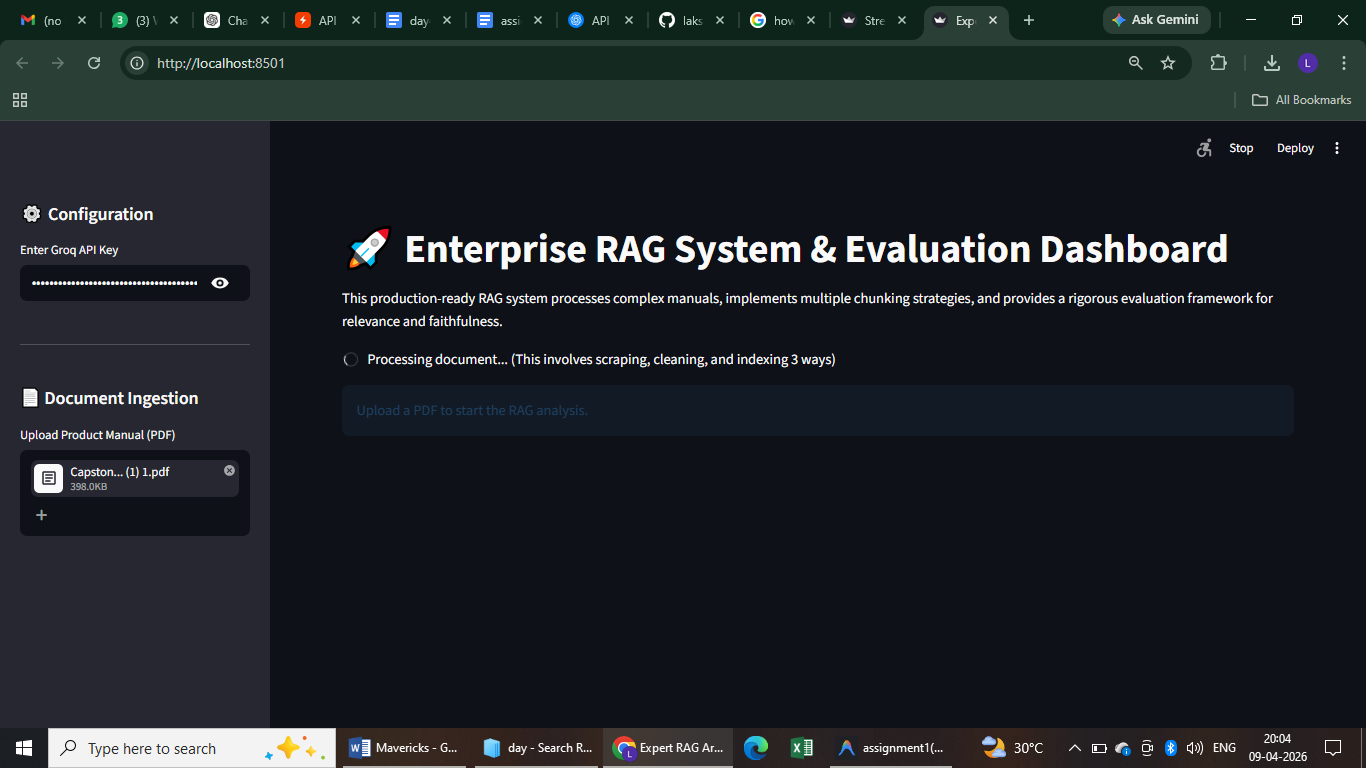 (no
(3) V
Cha
API
day
assi
API
laks
how
Stre
Exp
Ask Gemini
http://localhost:8501
L
All Bookmarks
Stop
Deploy
Configuration
Enter Groq API Key
Document Ingestion
Upload Product Manual (PDF)
Capston... (1) 1.pdf
398.0KB
Enterprise RAG System & Evaluation Dashboard
This production-ready RAG system processes complex manuals, implements multiple chunking strategies, and provides a rigorous evaluation framework for
relevance and faithfulness.
Processing document... (This involves scraping, cleaning, and indexing 3 ways)
Upload a PDF to start the RAG analysis.
Type here to search
Mavericks - G...
day - Search R...
Expert RAG Ar...
assignment1(...
30°C
ENG
20:04
09-04-2026